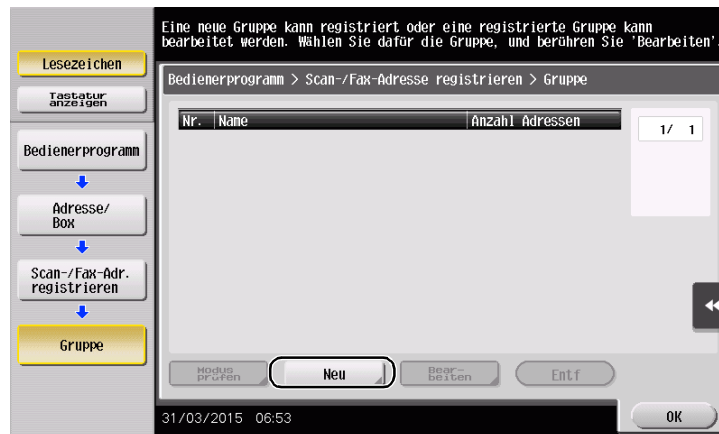 Eine neue Gruppe kann registriert oder eine registrierte Gruppe kann
bearbeitet werden. Wählen Sie dafür die Gruppe, und berühren Sie 'Bearbeiten'.
Lesezeichen
Tastatur
anzeigen
Bedienerprogramm
Adresse/
Box
Scan-/Fax-Adr.
registrieren
Gruppe
Bedienerprogramm > Scan-/Fax-Adresse registrieren > Gruppe
Nr. Name Anzahl Adressen
1/ 1
Modus
prüfen
Neu
Bear-
beiten
Entf
31/03/2015 06:53
OK